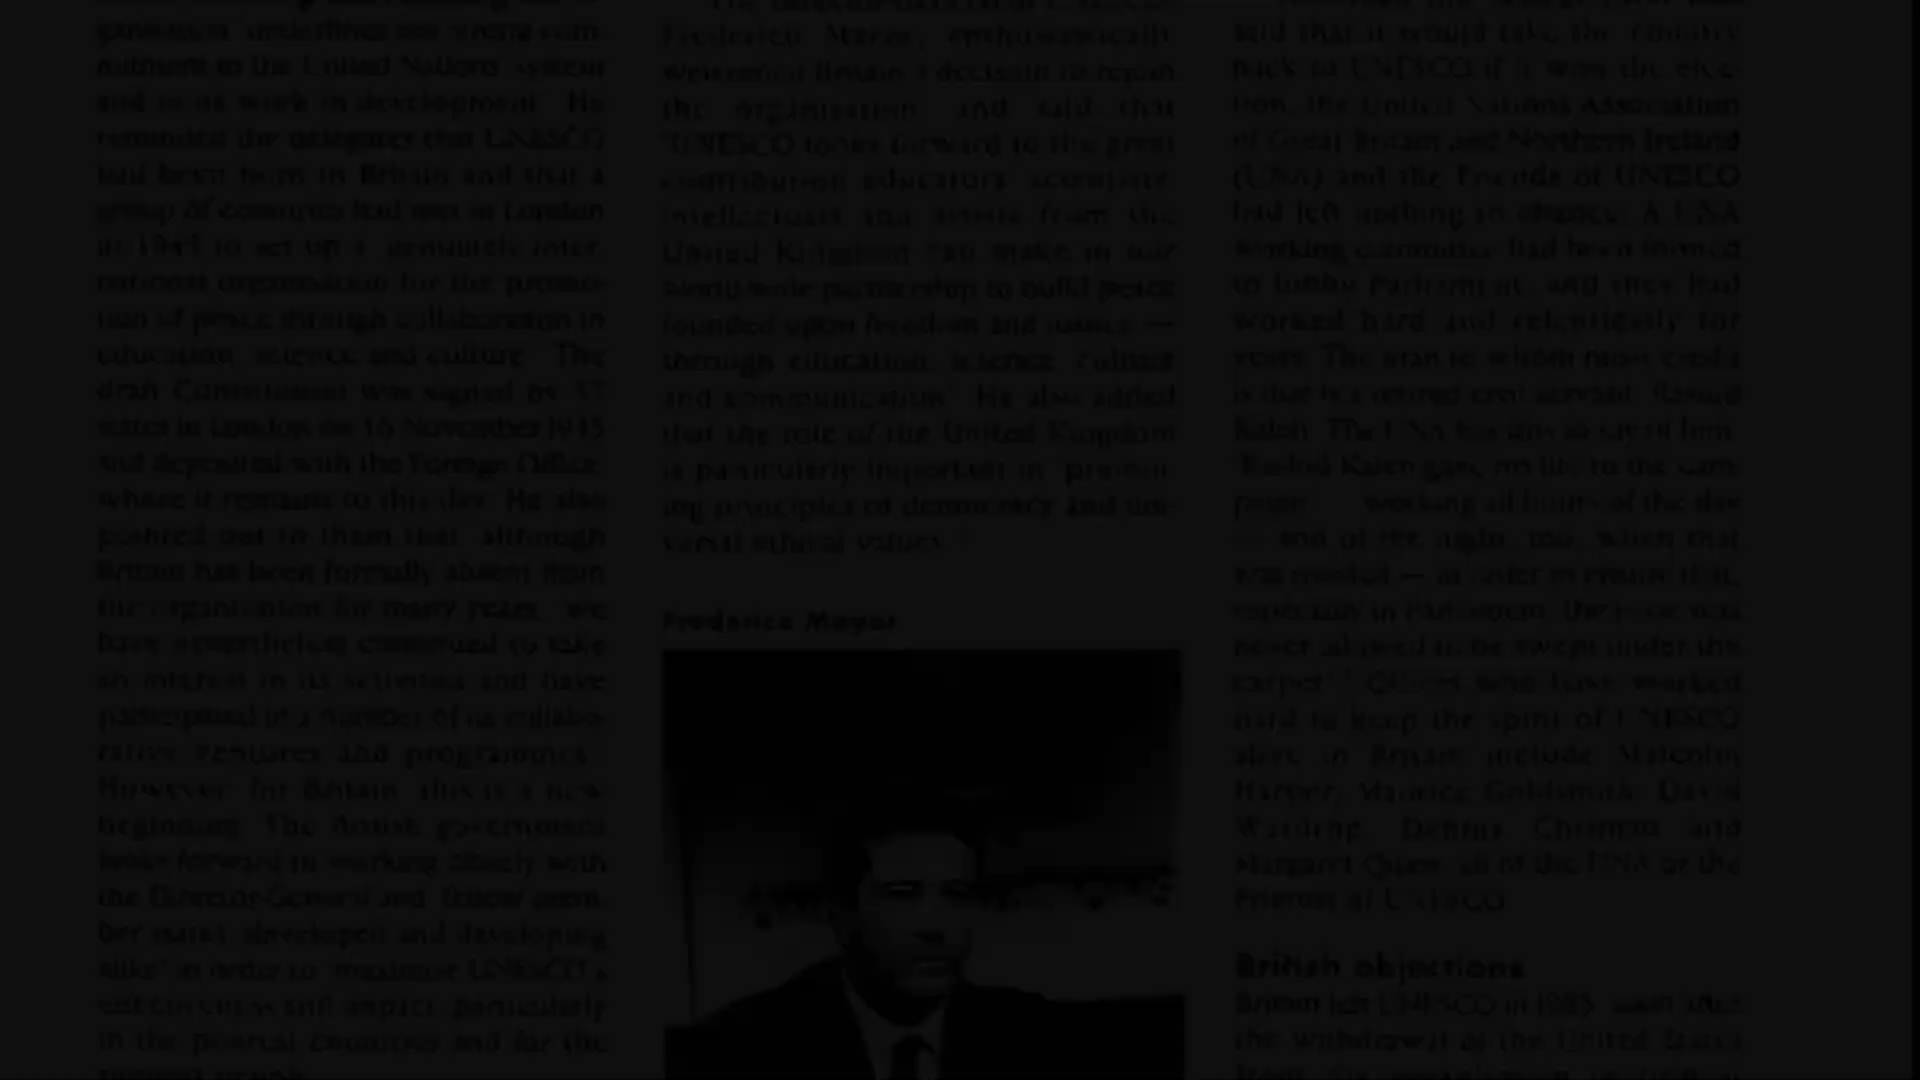 ganisation underlines our strong com-
mitment to the United Nations system
and to its work in development. He
reminded the delegates that UNESCO
had been born in Britain and that a
group of countries had met in London
in 1945 to set up a genuinely inter-
national organisation for the promo-
tion of peace through collaboration in
education, science and culture. The
draft Constitution was signed by 37
states in London on 16 November 1945
and deposited with the Foreign Office,
where it remains to this day. He also
pointed out to them that although
Britain has been formally absent from
the organisation for many years, we
have nevertheless continued to take
an interest in its activities and have
participated in a number of its collabo-
rative ventures and programmes.
However, for Britain, this is a new
beginning. The British government
looks forward to working closely with
the Director-General and fellow mem-
ber states, developed and developing
alike in order to maximise UNESCO's
effectiveness and impact, particularly
in the poorest countries and for the
poorest people.
Frederico Mayor, enthusiastically
welcomed Britain's decision to rejoin
the organisation and said that
"UNESCO looks forward to the great
contribution educators, scientists,
intellectuals and artists from the
United Kingdom can make in our
world-wide partnership to build peace
founded upon freedom and justice —
through education, science, culture
and communication". He also added
that the role of the United Kingdom
is particularly important in "promot-
ing principles of democracy and uni-
versal ethical values."
Frederico Mayor
said that it would take the country
back to UNESCO if it won the elec-
tion, the United Nations Association
of Great Britain and Northern Ireland
(UNA) and the Friends of UNESCO
had left nothing to chance. A UNA
working committee had been formed
to lobby Parliament, and they had
worked hard and relentlessly for
years. The man to whom most credit
is due is a retired civil servant,
The UNA has this to say of him:
gave no life to the cam-
paign working all hours of the day
— and of the night, too, when that
was needed — in order to ensure that,
especially in Parliament, the issue was
never allowed to be swept under the
carpet." Others who have worked
hard to keep the spirit of UNESCO
alive in Britain include Malcolm
Harper, Maurice Goldsmith, David
Wardrop, Dennis Chisman and
Margaret Quass, all of the UNA or the
Friends of UNESCO.
British objections
Britain left UNESCO in 1985, soon after
the withdrawal of the United States